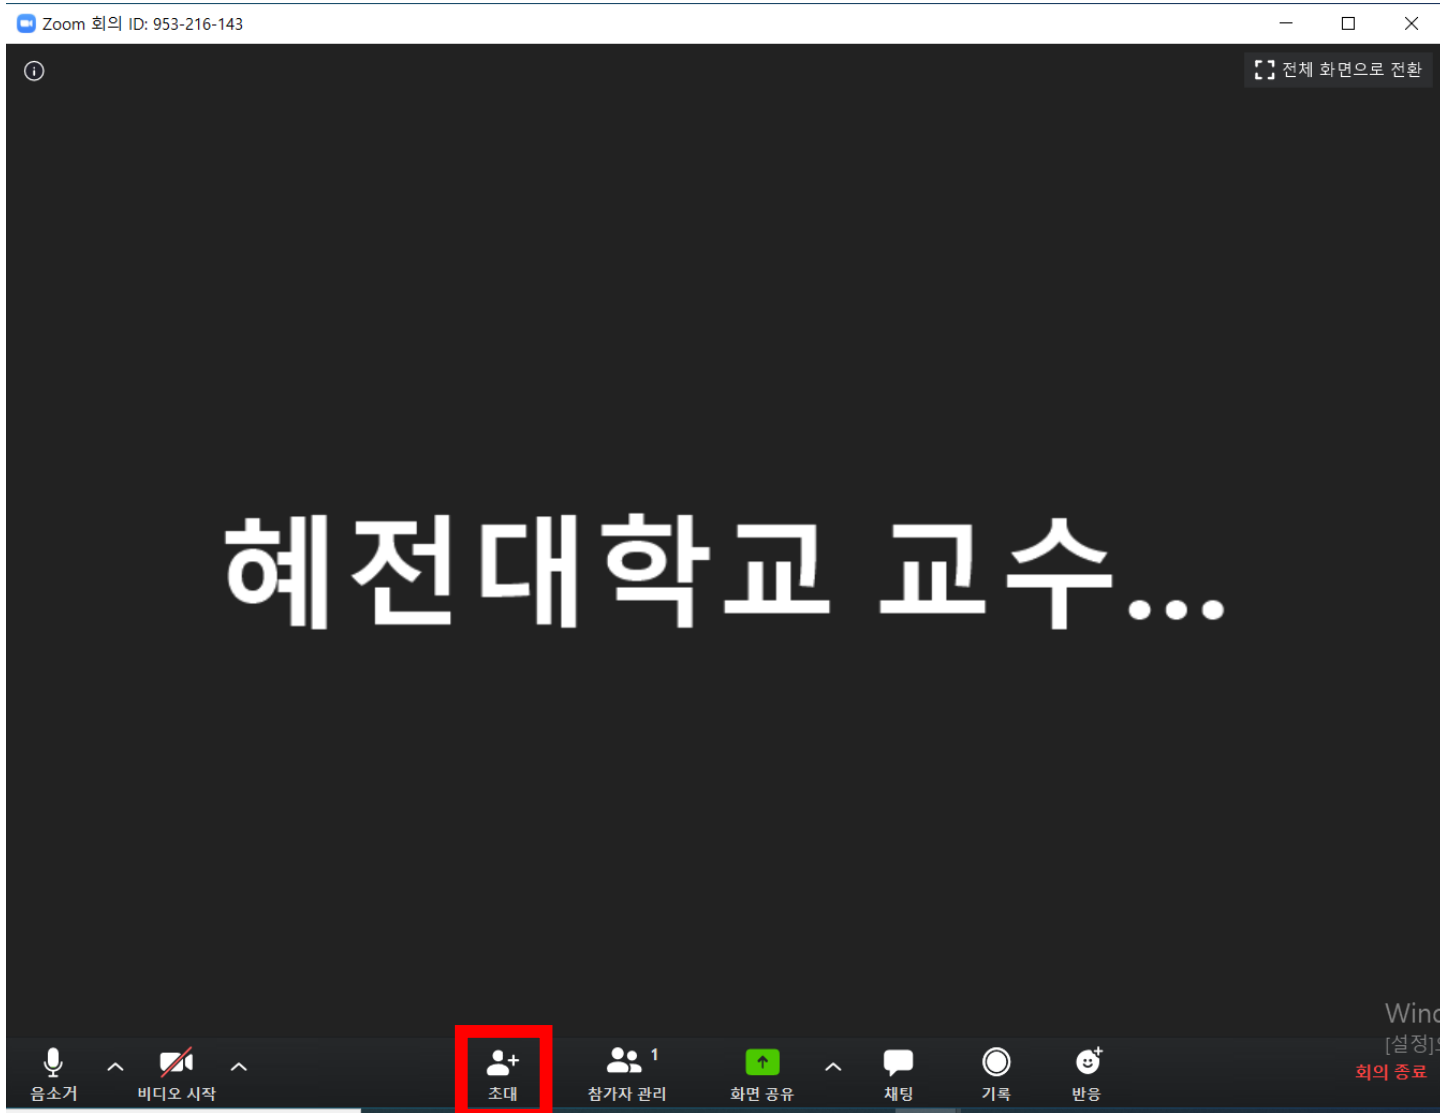 Zoom 회의 ID: 953-216-143
전체 화면으로 전환
혜전대학교 교수...
[설정]
회의 종료
1
음소거
비디오 시작
초대
참가자 관리
화면 공유
채팅
기록
반응